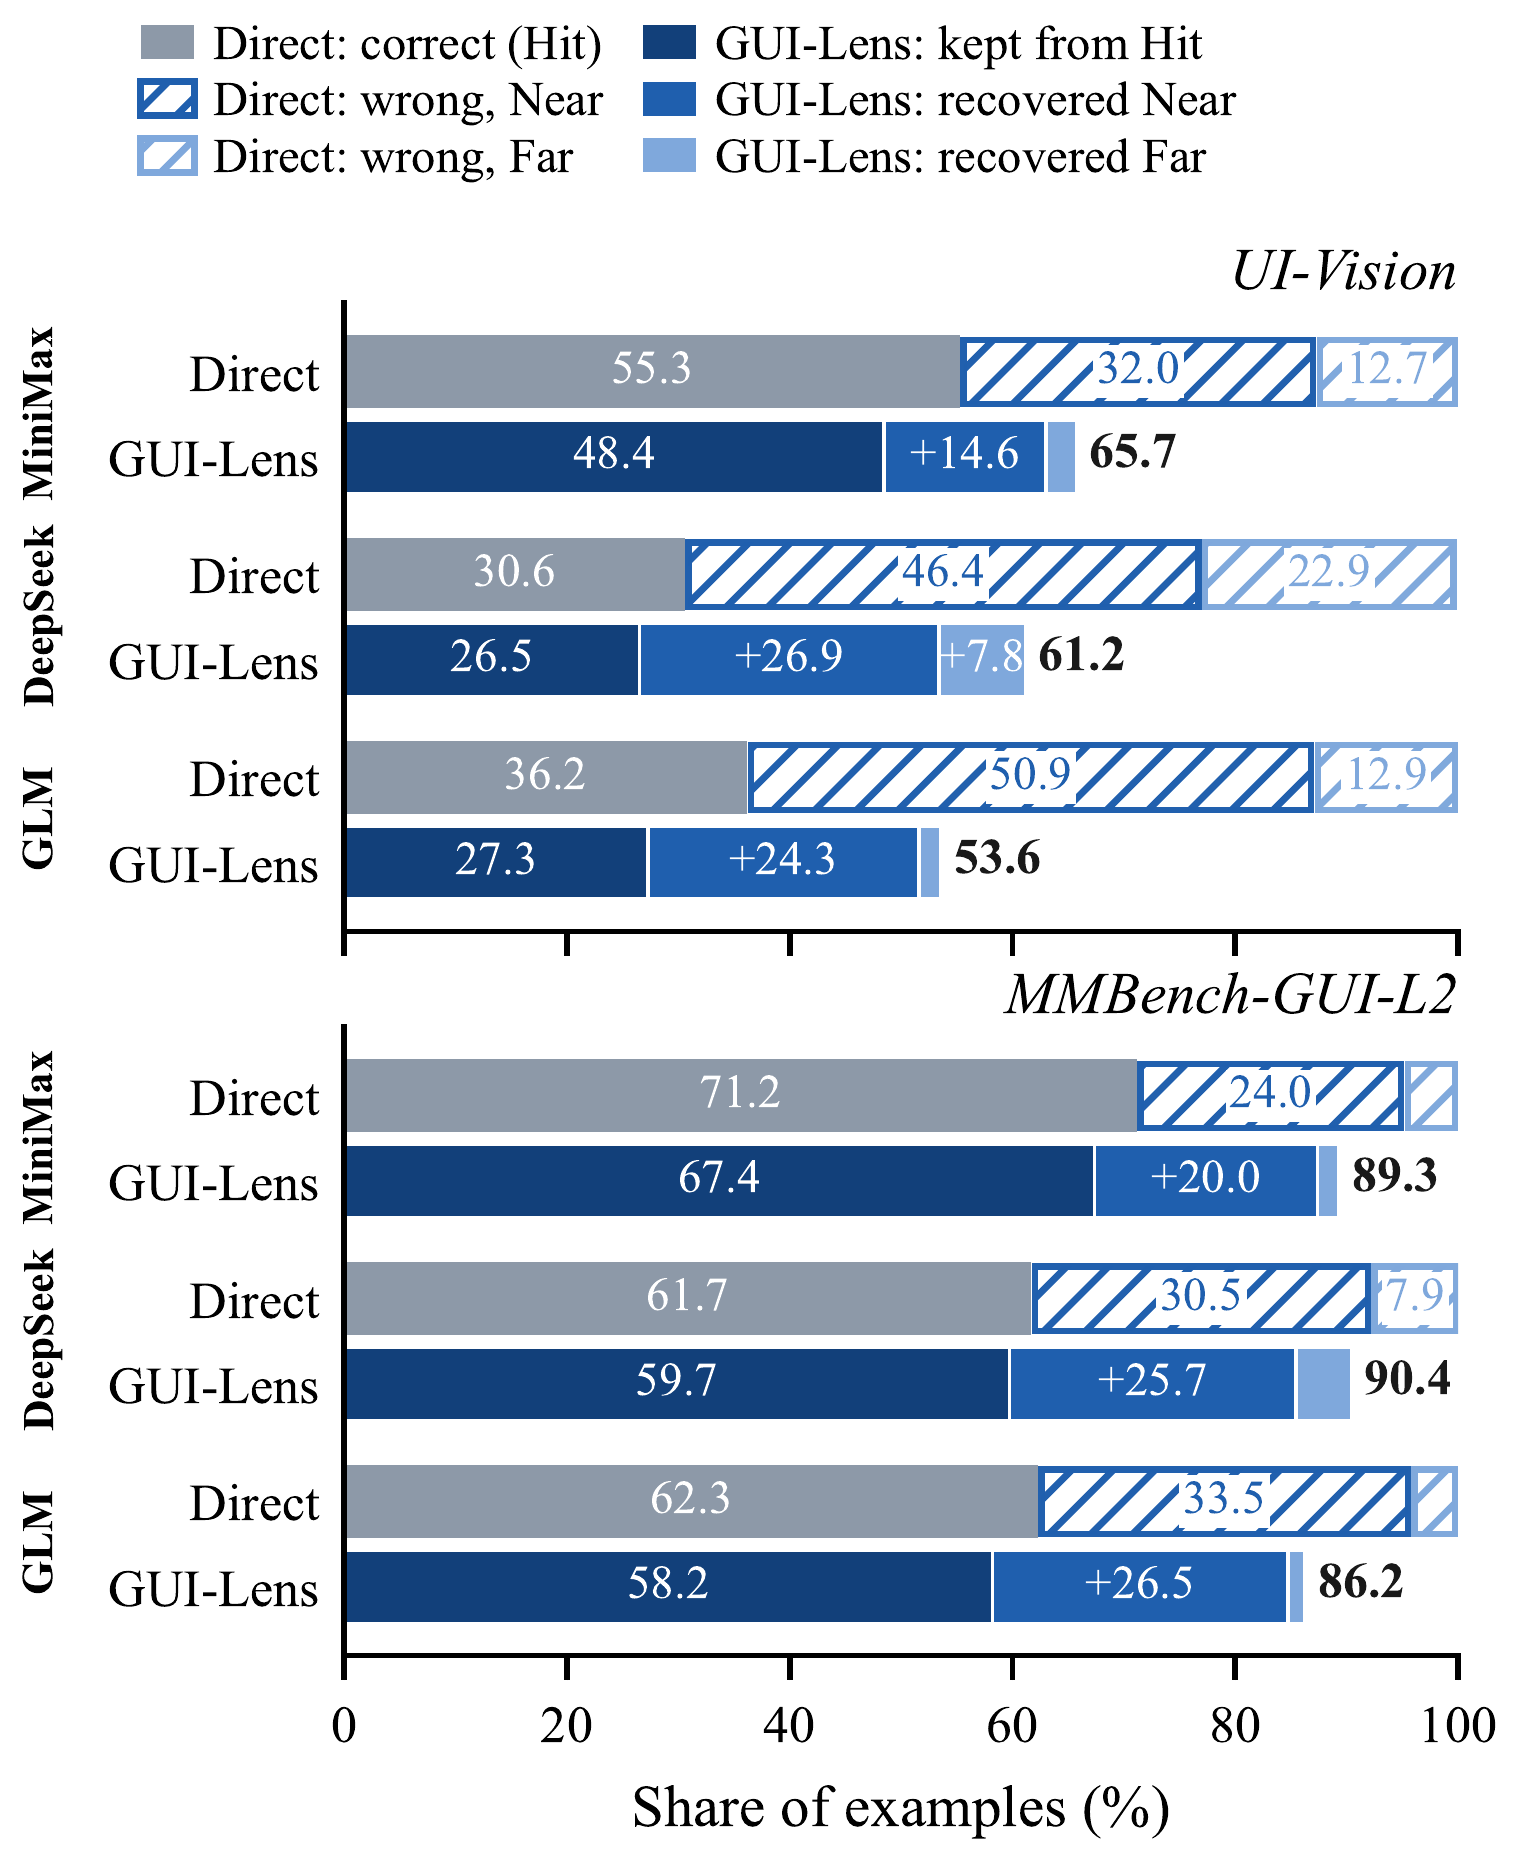 Direct: correct (Hit)
GUI-Lens: kept from Hit
Direct: wrong, Near
GUI-Lens: recovered Near
Direct: wrong, Far
GUI-Lens: recovered Far
UI-Vision
MiniMax
Direct
55.3
32.0
12.7
GUI-Lens
48.4
+14.6
65.7
DeepSeek
Direct
30.6
46.4
22.9
GUI-Lens
26.5
+26.9
+7.8
61.2
GLM
Direct
36.2
50.9
12.9
GUI-Lens
27.3
+24.3
53.6
MMBench-GUI-L2
MiniMax
Direct
71.2
24.0
GUI-Lens
67.4
+20.0
89.3
DeepSeek
Direct
61.7
30.5
7.9
GUI-Lens
59.7
+25.7
90.4
GLM
Direct
62.3
33.5
GUI-Lens
58.2
+26.5
86.2
0
20
40
60
80
100
Share of examples (%)